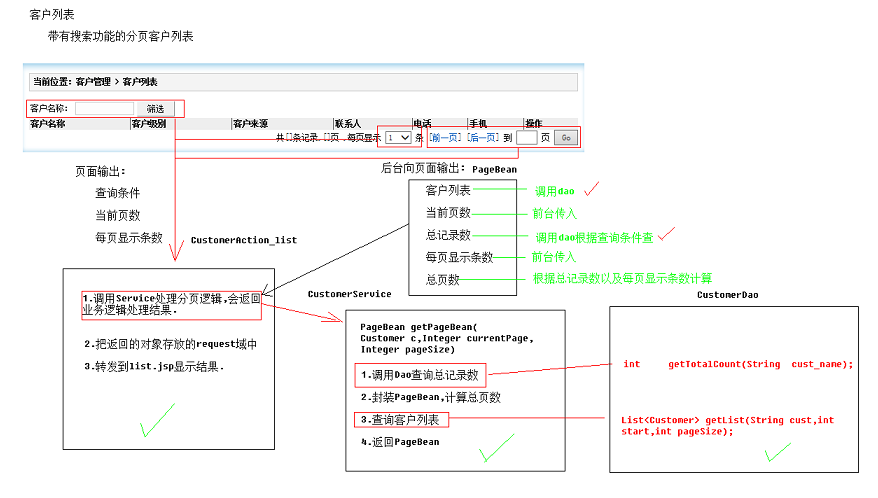 客户列表
带有搜索功能的分页客户列表
当前位置：客户管理 > 客户列表
客户名称： 筛选
客户名称 客户级别 客户来源 联系人 电话 手机 操作
共[]条记录,[]页 ,每页显示 1 条 [前一页] [后一页] 到 页 Go
页面输出：
查询条件
当前页数
每页显示条数
后台向页面输出： PageBean
客户列表 调用dao
当前页数 前台传入
总记录数 调用dao根据查询条件查
每页显示条数 前台传入
总页数 根据总记录数以及每页显示条数计算
CustomerAction_list
1.调用Service处理分页逻辑,会返回
业务逻辑处理结果.
2.把返回的对象存放的request域中
3.转发到list.jsp显示结果.
CustomerService
PageBean getPageBean(
Customer c,Integer currentPage,
Integer pageSize)
1.调用Dao查询总记录数
2.封装PageBean,计算总页数
3.查询客户列表
4.返回PageBean
CustomerDao
int getTotalCount(String cust_name);
List<Customer> getList(String cust,int
start,int pageSize);